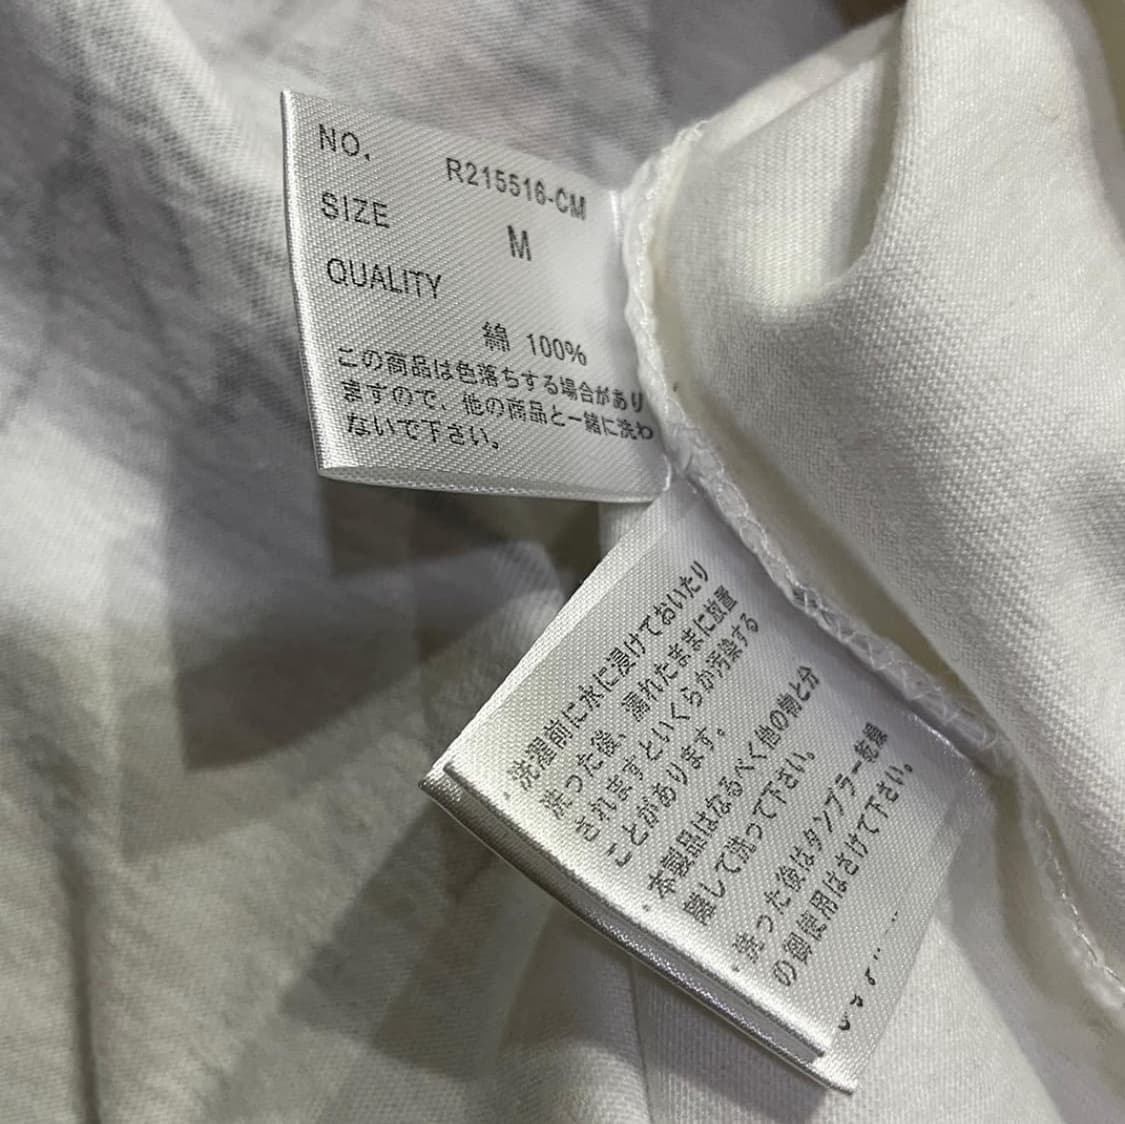 NO. R215516-CM
SIZE M
QUALITY
綿 100%
この商品は色落ちする場合があり
ますので、他の商品と一緒に洗わ
ないで下さい。
・洗濯前に水に浸けておいたり
洗った後、濡れたままに放置
されますといくらか汚染する
ことがあります。
・本製品はなるべく他の物と分
離して洗って下さい。
・洗った後はタンブラー乾燥
の御使用はさけて下さい。